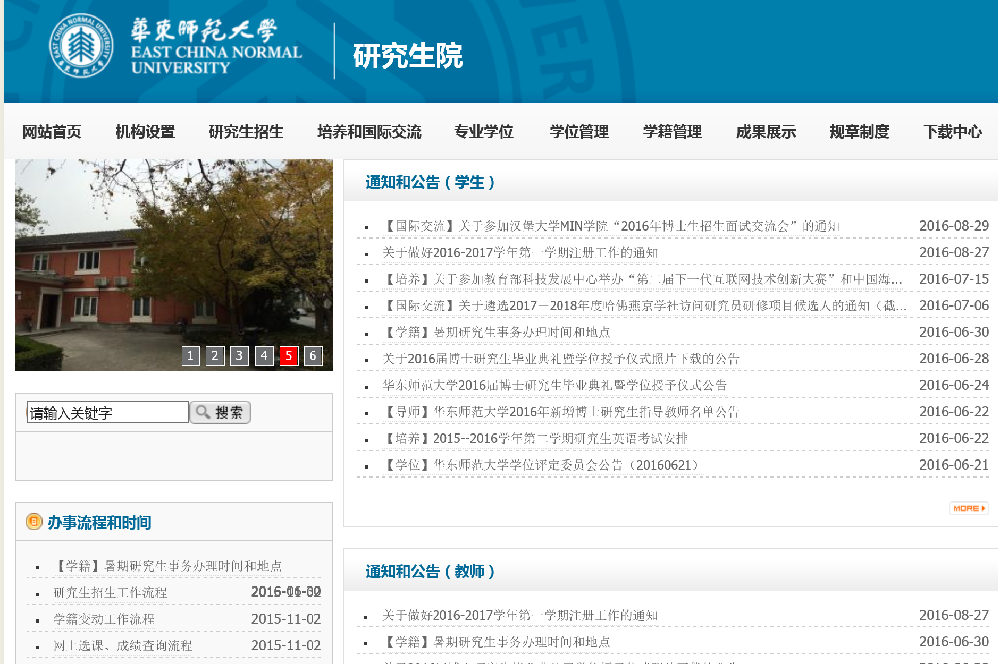 EAST CHINA NORMAL UNIVERSITY
華東師範大學
華東師範大學
EAST CHINA NORMAL
UNIVERSITY
研究生院
网站首页 机构设置 研究生招生 培养和国际交流 专业学位 学位管理 学籍管理 成果展示 规章制度 下载中心
1 2 3 4 5 6
请输入关键字 搜索
办事流程和时间
【学籍】暑期研究生事务办理时间和地点
研究生招生工作流程
学籍变动工作流程 2015-11-02
网上选课、成绩查询流程 2015-11-02
通知和公告（学生）
【国际交流】关于参加汉堡大学MIN学院“2016年博士生招生面试交流会”的通知 2016-08-29
关于做好2016-2017学年第一学期注册工作的通知 2016-08-27
【培养】关于参加教育部科技发展中心举办“第二届下一代互联网技术创新大赛”和中国海... 2016-07-15
【国际交流】关于遴选2017－2018年度哈佛燕京学社访问研究员研修项目候选人的通知（截... 2016-07-06
【学籍】暑期研究生事务办理时间和地点 2016-06-30
关于2016届博士研究生毕业典礼暨学位授予仪式照片下载的公告 2016-06-28
华东师范大学2016届博士研究生毕业典礼暨学位授予仪式公告 2016-06-24
【导师】华东师范大学2016年新增博士研究生指导教师名单公告 2016-06-22
【培养】2015--2016学年第二学期研究生英语考试安排 2016-06-22
【学位】华东师范大学学位评定委员会公告（20160621） 2016-06-21
MORE
通知和公告（教师）
关于做好2016-2017学年第一学期注册工作的通知 2016-08-27
【学籍】暑期研究生事务办理时间和地点 2016-06-30